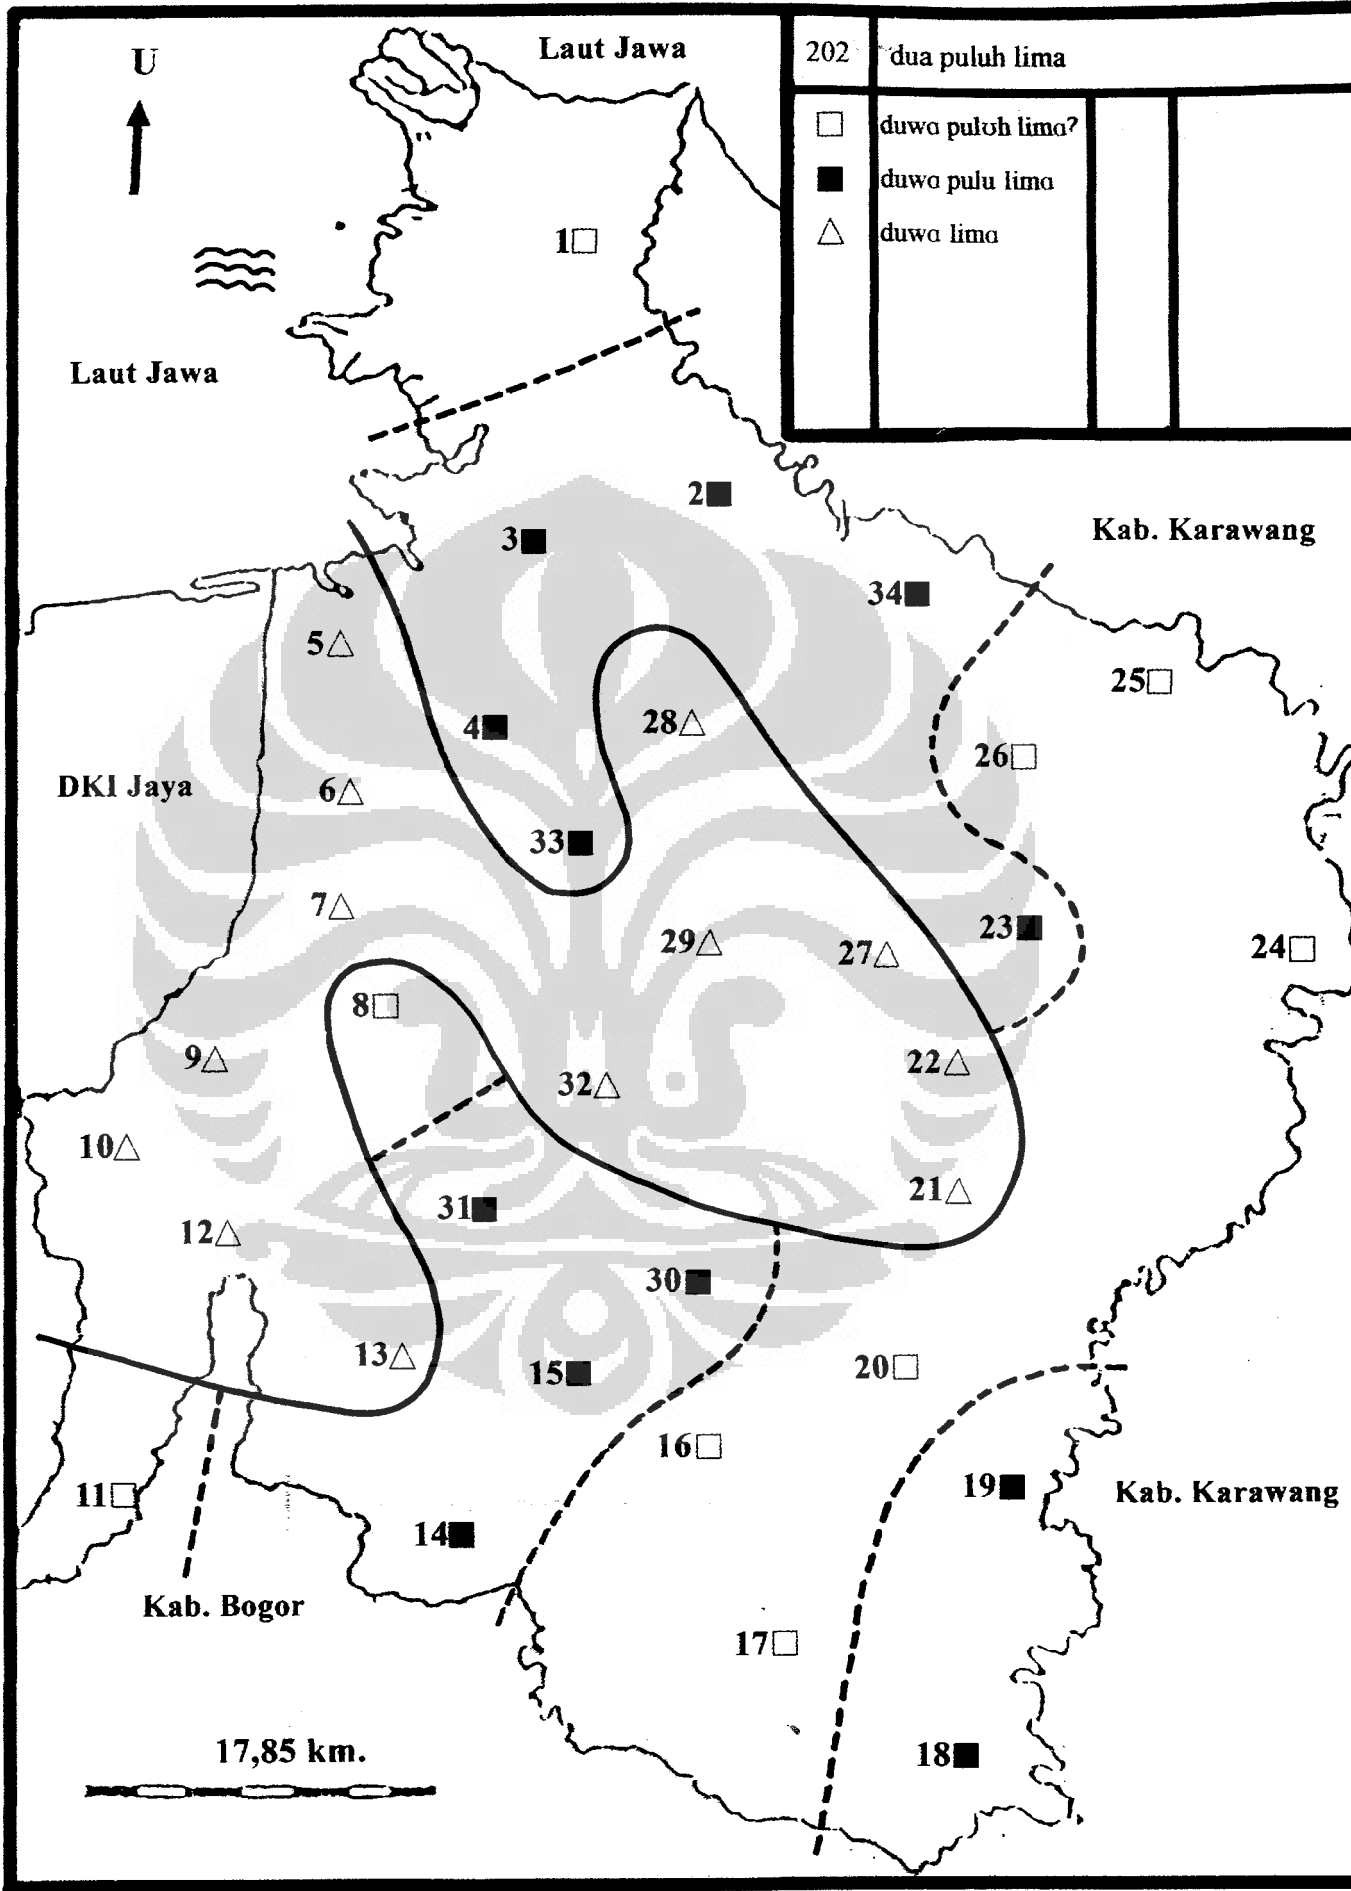 U
Laut Jawa
202 dua puluh lima
□ duwa puluh lima?
■ duwa pulu lima
△ duwa lima
1□
Laut Jawa
2■
3■
Kab. Karawang
34■
5△
25□
4■
28△
26□
DKI Jaya
6△
33■
7△
23■
29△
27△
24□
8□
9△
22△
32△
10△
21△
31■
12△
30■
13△
15■
20□
16□
11□
19■
Kab. Karawang
14■
Kab. Bogor
17□
17,85 km.
18■